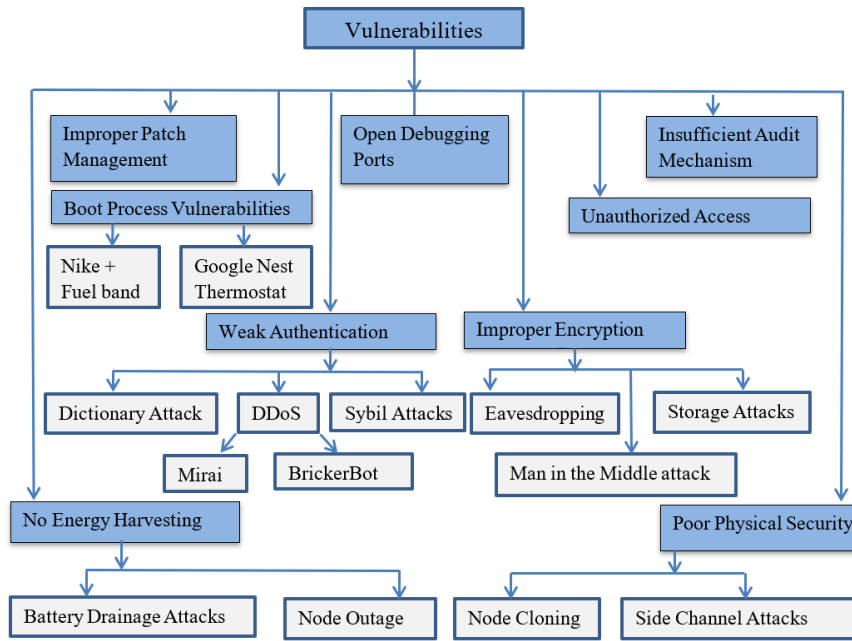 Vulnerabilities
Improper Patch
Management
Open Debugging
Ports
Insufficient Audit
Mechanism
Boot Process Vulnerabilities
Unauthorized Access
Nike +
Fuel band
Google Nest
Thermostat
Weak Authentication
Improper Encryption
Dictionary Attack
DDoS
Sybil Attacks
Eavesdropping
Storage Attacks
Mirai
BrickerBot
Man in the Middle attack
No Energy Harvesting
Poor Physical Security
Battery Drainage Attacks
Node Outage
Node Cloning
Side Channel Attacks